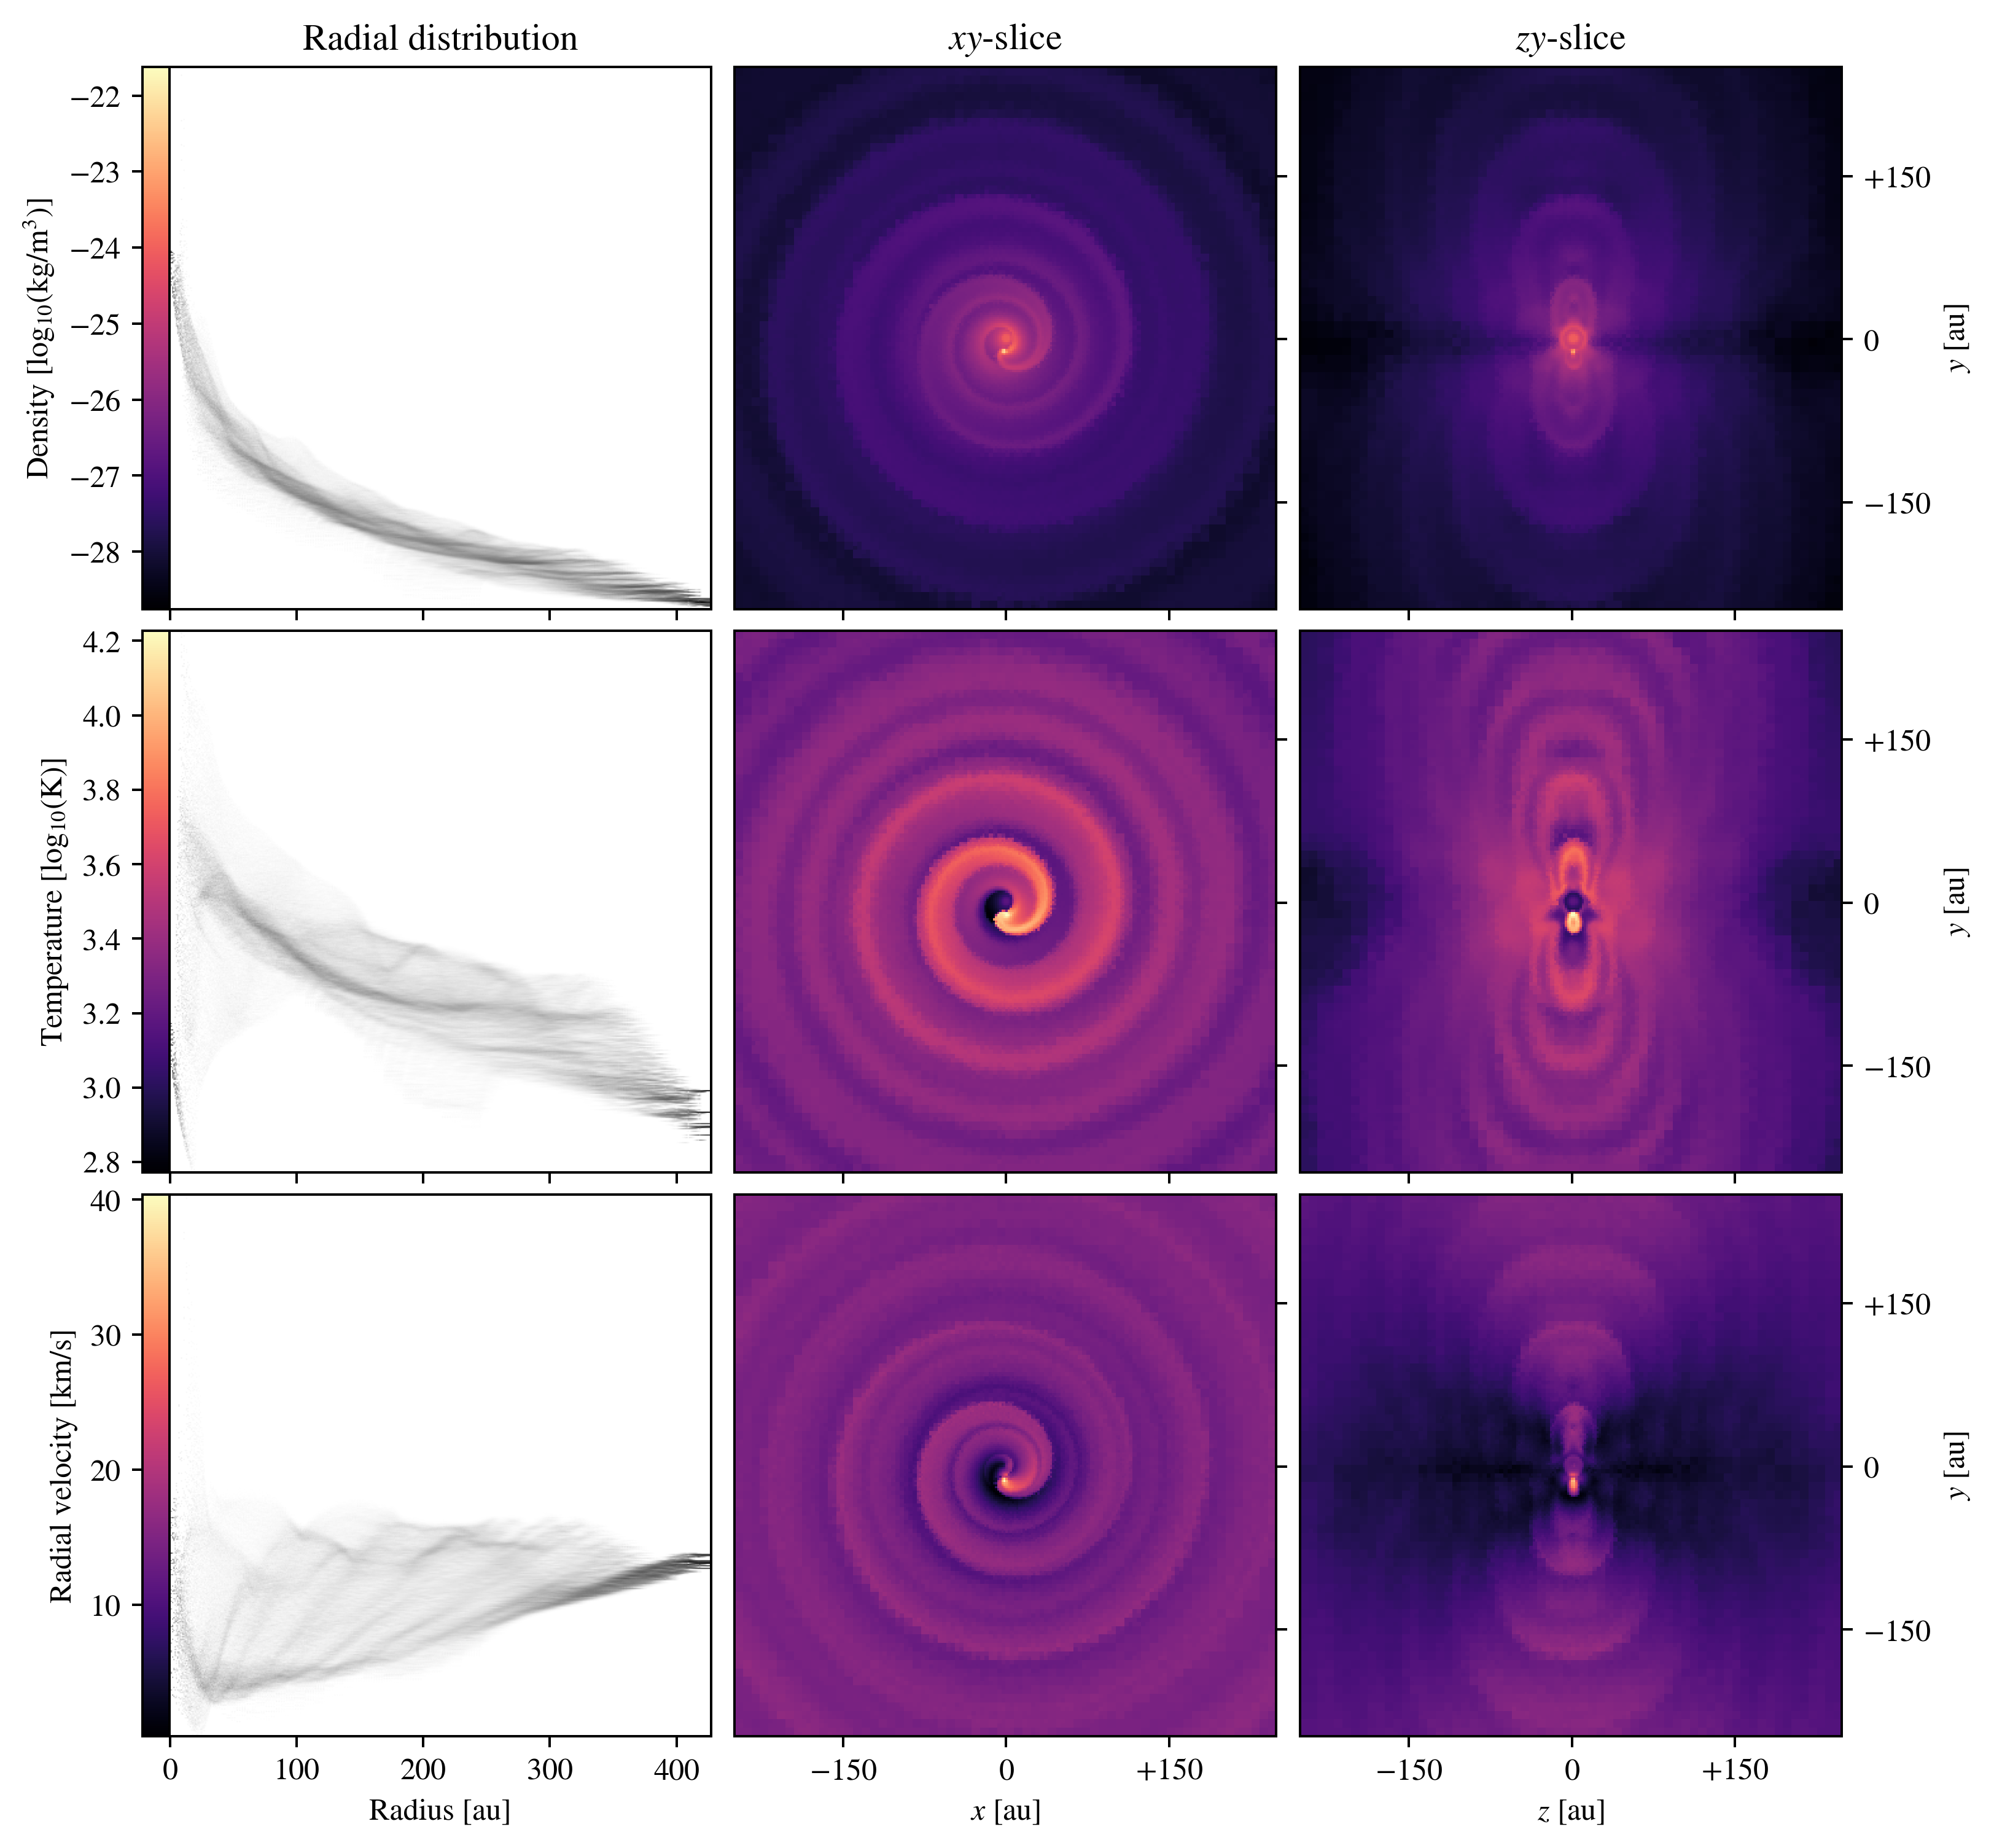 Radial distribution
xy-slice
zy-slice
Density [log₁₀(kg/m³)]
−22
−23
−24
−25
−26
−27
−28
+150
0
−150
y [au]
Temperature [log₁₀(K)]
4.2
4.0
3.8
3.6
3.4
3.2
3.0
2.8
+150
0
−150
y [au]
Radial velocity [km/s]
40
30
20
10
+150
0
−150
y [au]
0 100 200 300 400
−150 0 +150
−150 0 +150
Radius [au]
x [au]
z [au]